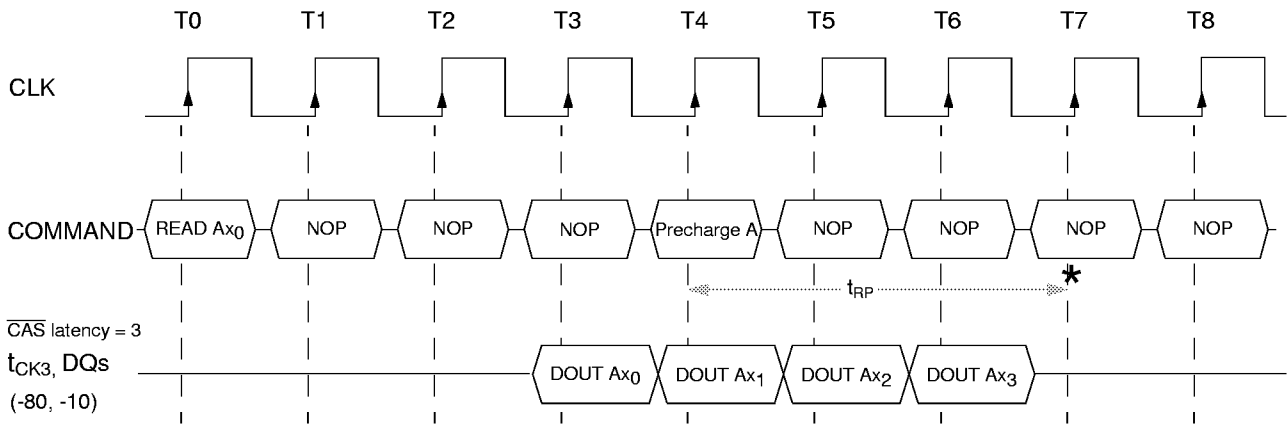 T0 T1 T2 T3 T4 T5 T6 T7 T8
CLK
COMMAND READ Ax0 NOP NOP NOP Precharge A NOP NOP NOP NOP
*
tRP
CAS latency = 3
tCK3, DQs DOUT Ax0 DOUT Ax1 DOUT Ax2 DOUT Ax3
(-80, -10)